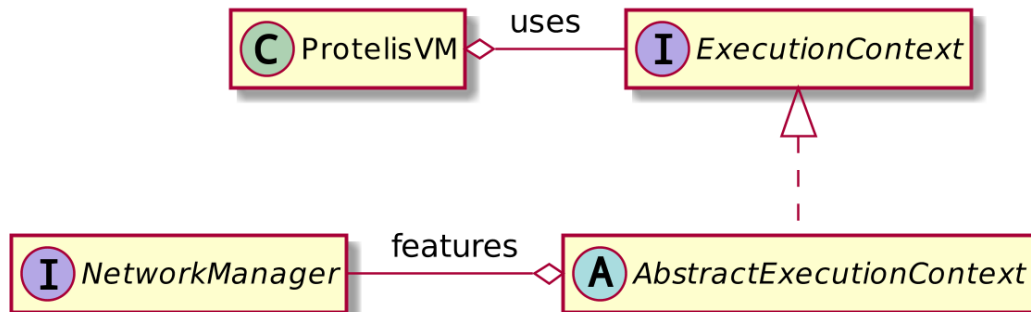 uses
C ProtelisVM
I ExecutionContext
features
I NetworkManager
A AbstractExecutionContext